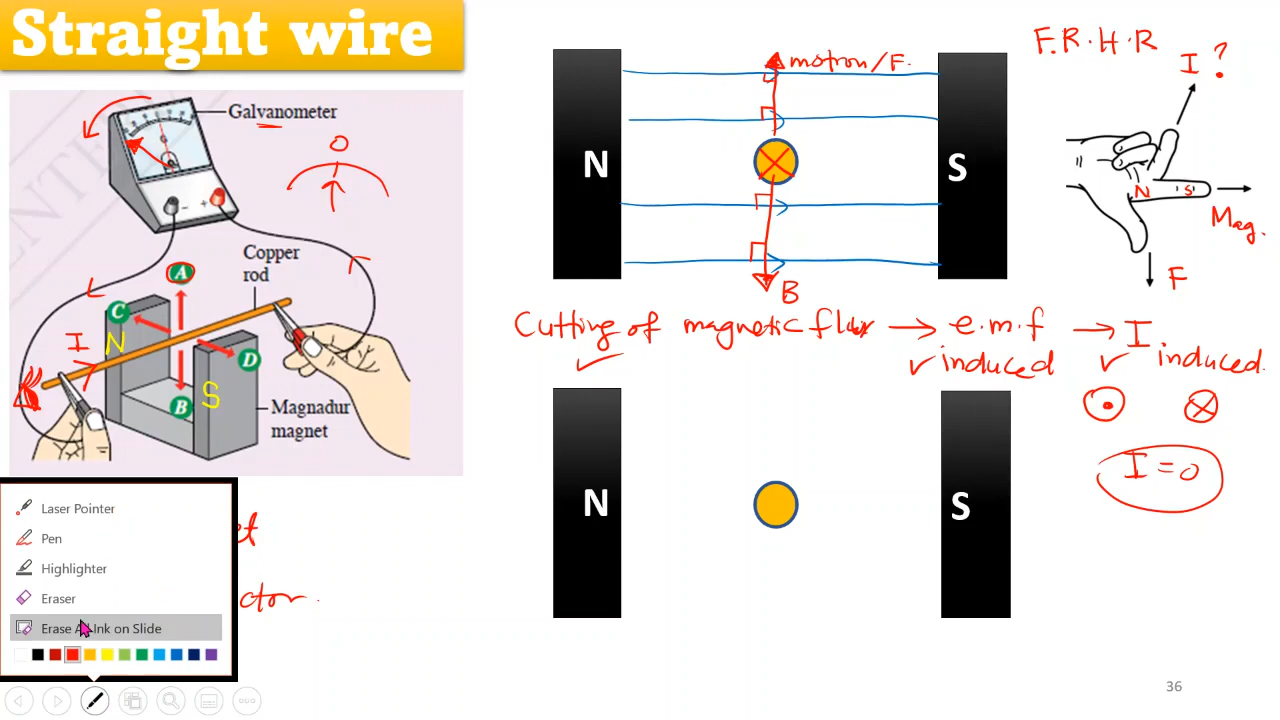 Straight wire
Galvanometer
0
- +
Copper
rod
A
C
D
B
L
r
I
N
S
Magnadur
magnet
motion/F.
N
S
B
F.R.H.R
I ?
N S
Mag.
F
Cutting of magnetic flux → e.m.f → I
induced induced.
N
S
I = 0
Laser Pointer
Pen
Highlighter
Eraser
Erase All Ink on Slide
36